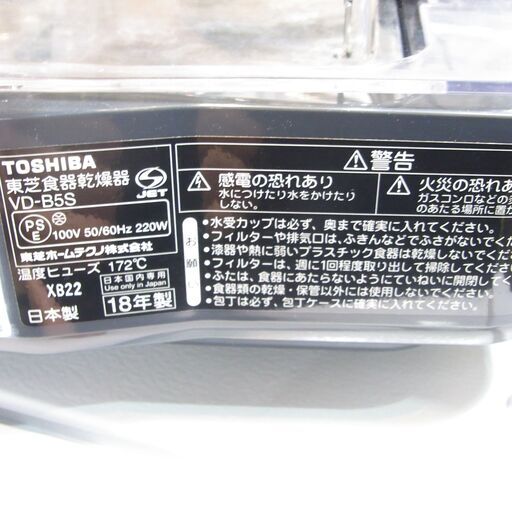 TOSHIBA
東芝食器乾燥器
VD-B5S
JET
PS
E
100V 50/60Hz 220W
東芝ホームテクノ株式会社
温度ヒューズ 172℃
XB22
日本国内専用
Use only in Japan
日本製
18年製
警告
感電の恐れあり
水につけたり水をかけたり
しない。
火災の恐れあ
ガスコンロなどの炎
のあたる場所に置か
お願い
•水受カップは必ず、奥まで確実に入れてください。
•フィルターや排気口は、ふきんなどでふさがないでくだ
•漆器や熱に弱いプラスチック食器は乾燥しないでくださ
•フィルターは、週に1回程度取り出して掃除してください
•ふたは、食器にあたらないようにていねいに開閉してくだ
•食器類の乾燥・保管以外には使用しないでください。
•包丁は必ず、包丁ケースに確実に入れてください。